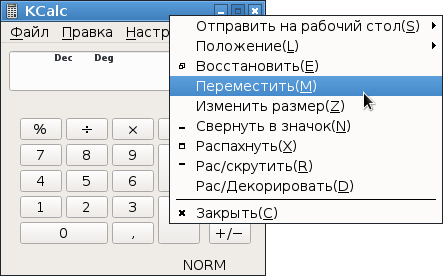 KCalc
Файл Правка Настр
Dec Deg
Отправить на рабочий стол(S)
Положение(L)
Восстановить(E)
Переместить(M)
Изменить размер(Z)
Свернуть в значок(N)
Распахнуть(X)
Рас/скрутить(R)
Рас/Декорировать(D)
Закрыть(C)
% ÷ ×
7 8 9
4 5 6
1 2 3
0 , +/−
NORM